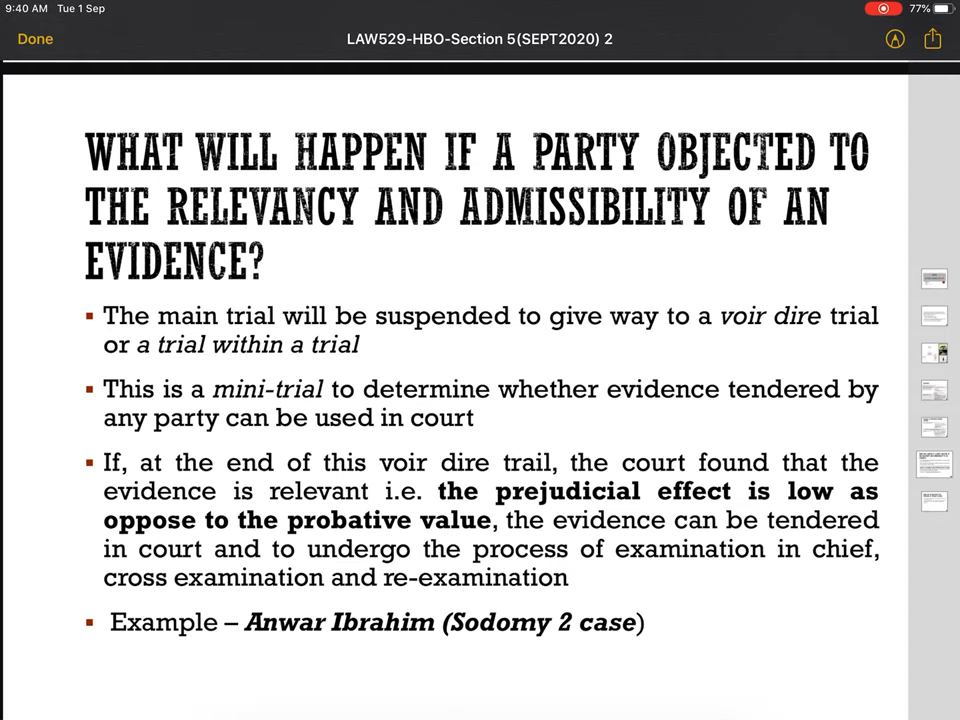 9:40 AM Tue 1 Sep
77%
Done
LAW529-HBO-Section 5(SEPT2020) 2
WHAT WILL HAPPEN IF A PARTY OBJECTED TO
THE RELEVANCY AND ADMISSIBILITY OF AN
EVIDENCE?
▪ The main trial will be suspended to give way to a voir dire trial
or a trial within a trial
▪ This is a mini-trial to determine whether evidence tendered by
any party can be used in court
▪ If, at the end of this voir dire trail, the court found that the
evidence is relevant i.e. the prejudicial effect is low as
oppose to the probative value, the evidence can be tendered
in court and to undergo the process of examination in chief,
cross examination and re-examination
▪ Example – Anwar Ibrahim (Sodomy 2 case)